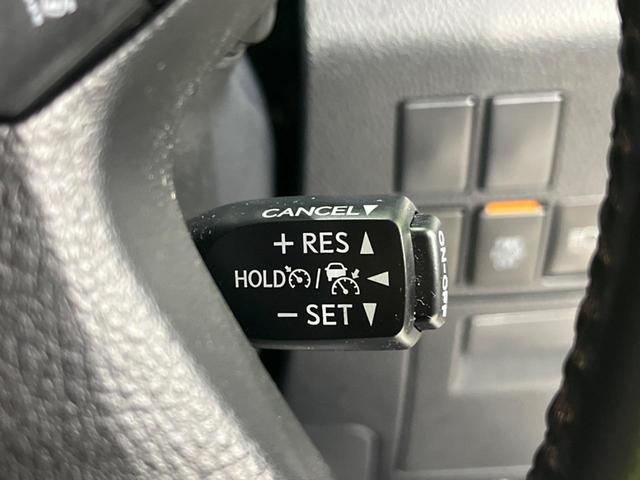 CANCEL▼
+ RES ▲
HOLD / ◀
− SET ▼
ON-OFF